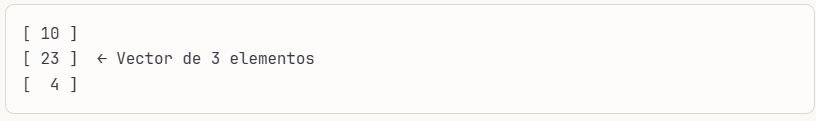 [ 10 ]
[ 23 ]  ← Vector de 3 elementos
[  4 ]